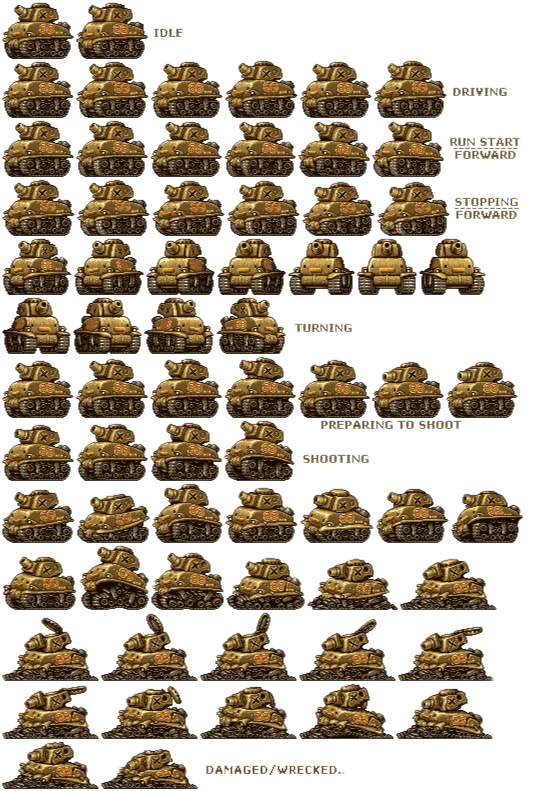 IDLE
DRIVING
RUN START
FORWARD
STOPPING
FORWARD
TURNING
PREPARING TO SHOOT
SHOOTING
DAMAGED/WRECKED..